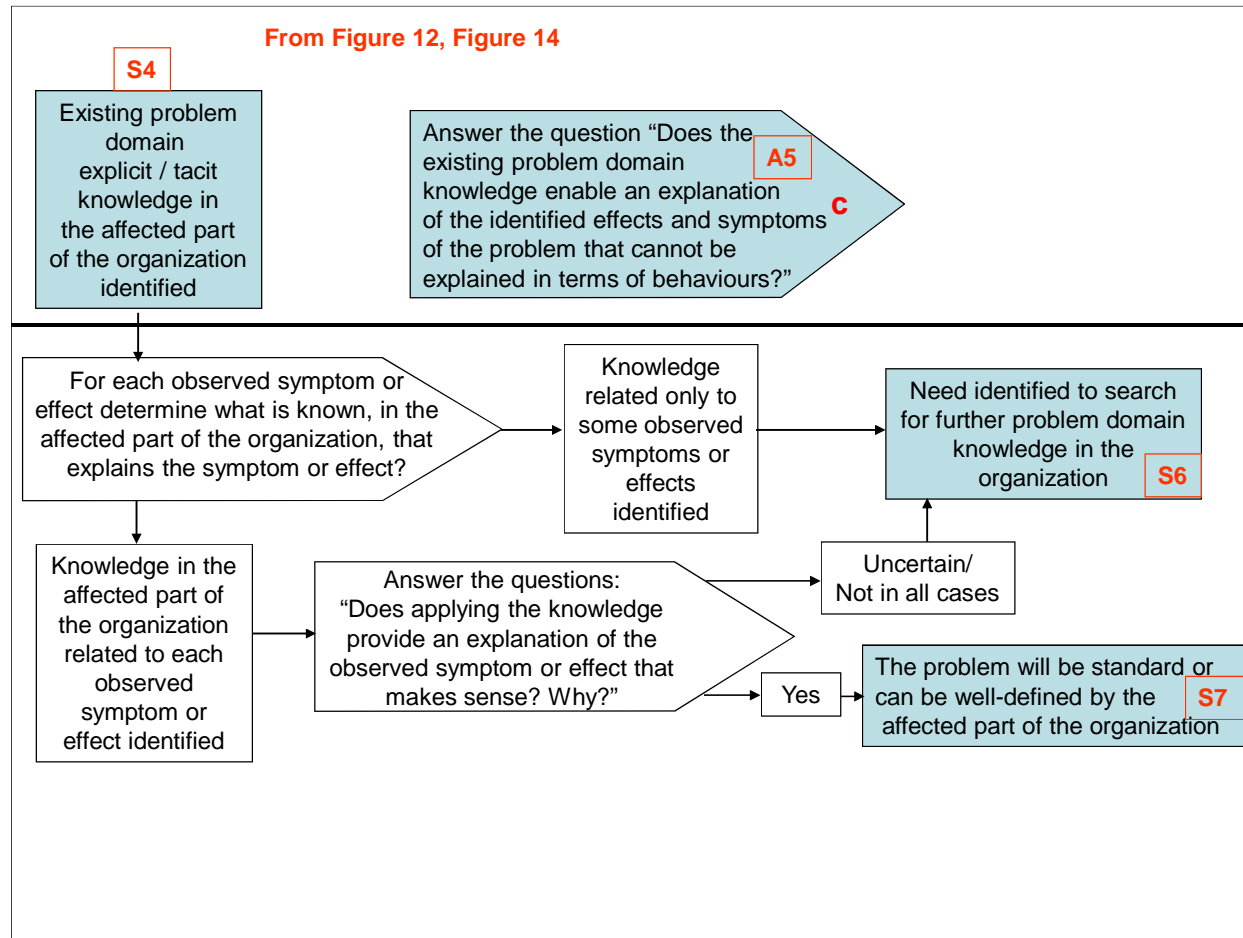 From Figure 12, Figure 14
S4
Existing problem
domain
explicit / tacit
knowledge in
the affected part
of the organization
identified
Answer the question “Does the
existing problem domain
knowledge enable an explanation
of the identified effects and symptoms
of the problem that cannot be
explained in terms of behaviours?”
A5
C
For each observed symptom or
effect determine what is known, in the
affected part of the organization, that
explains the symptom or effect?
Knowledge
related only to
some observed
symptoms or
effects
identified
Need identified to search
for further problem domain
knowledge in the
organization
S6
Knowledge in the
affected part of
the organization
related to each
observed
symptom or
effect identified
Answer the questions:
“Does applying the knowledge
provide an explanation of the
observed symptom or effect that
makes sense? Why?”
Uncertain/
Not in all cases
Yes
The problem will be standard or
can be well-defined by the
affected part of the organization
S7